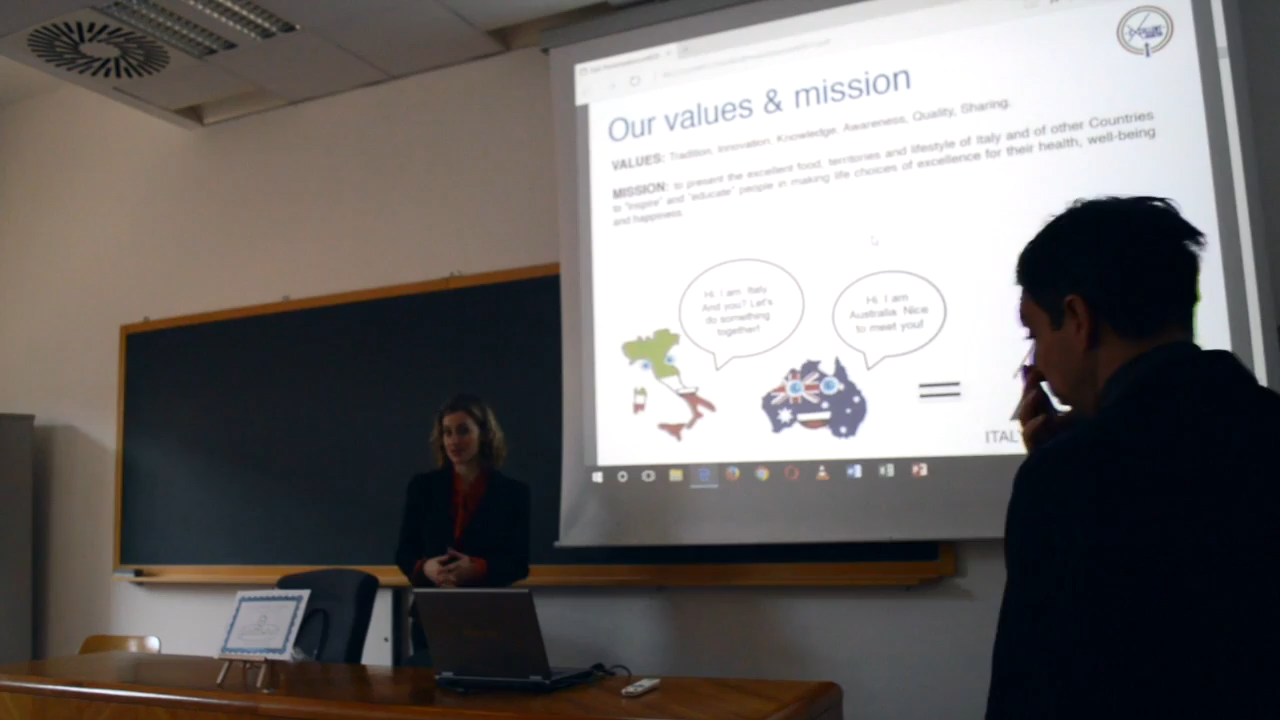 Our values & mission
VALUES: Tradition, Innovation, Knowledge, Awareness, Quality, Sharing.
MISSION: to present the excellent food, territories and lifestyle of Italy and of other Countries
to "inspire" and "educate" people in making life choices of excellence for their health, well-being
and happiness.
Hi. I am Italy.
And you? Let's
do something
together!
Hi. I am
Australia. Nice
to meet you!
=
ITALY